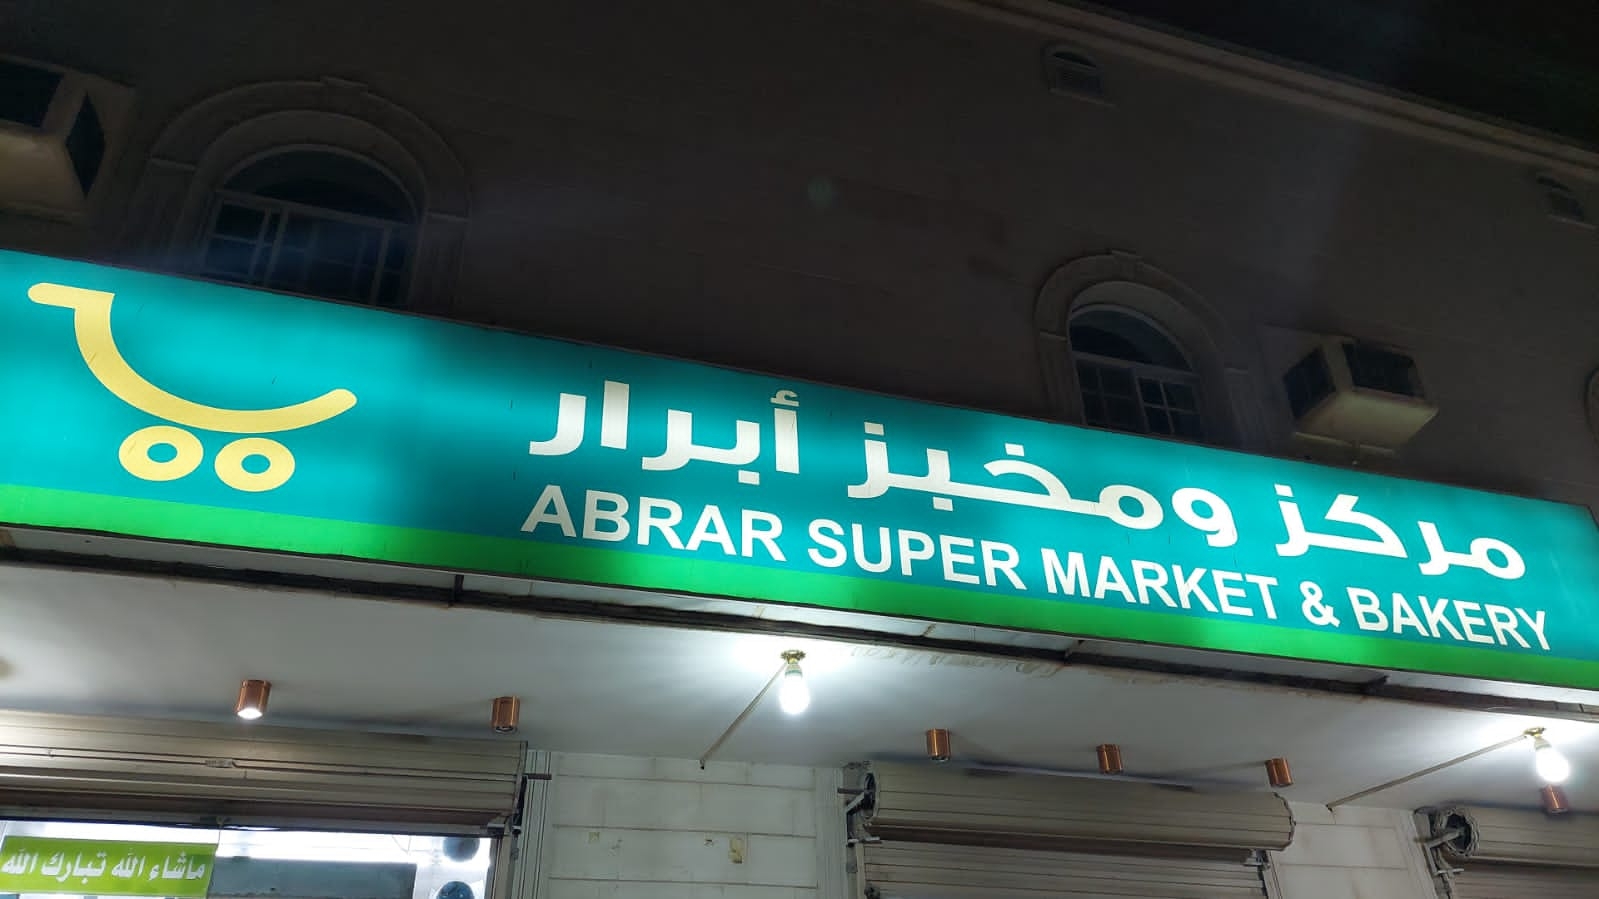 مركز ومخبز أبرار
ABRAR SUPER MARKET & BAKERY
ماشاء الله تبارك الله